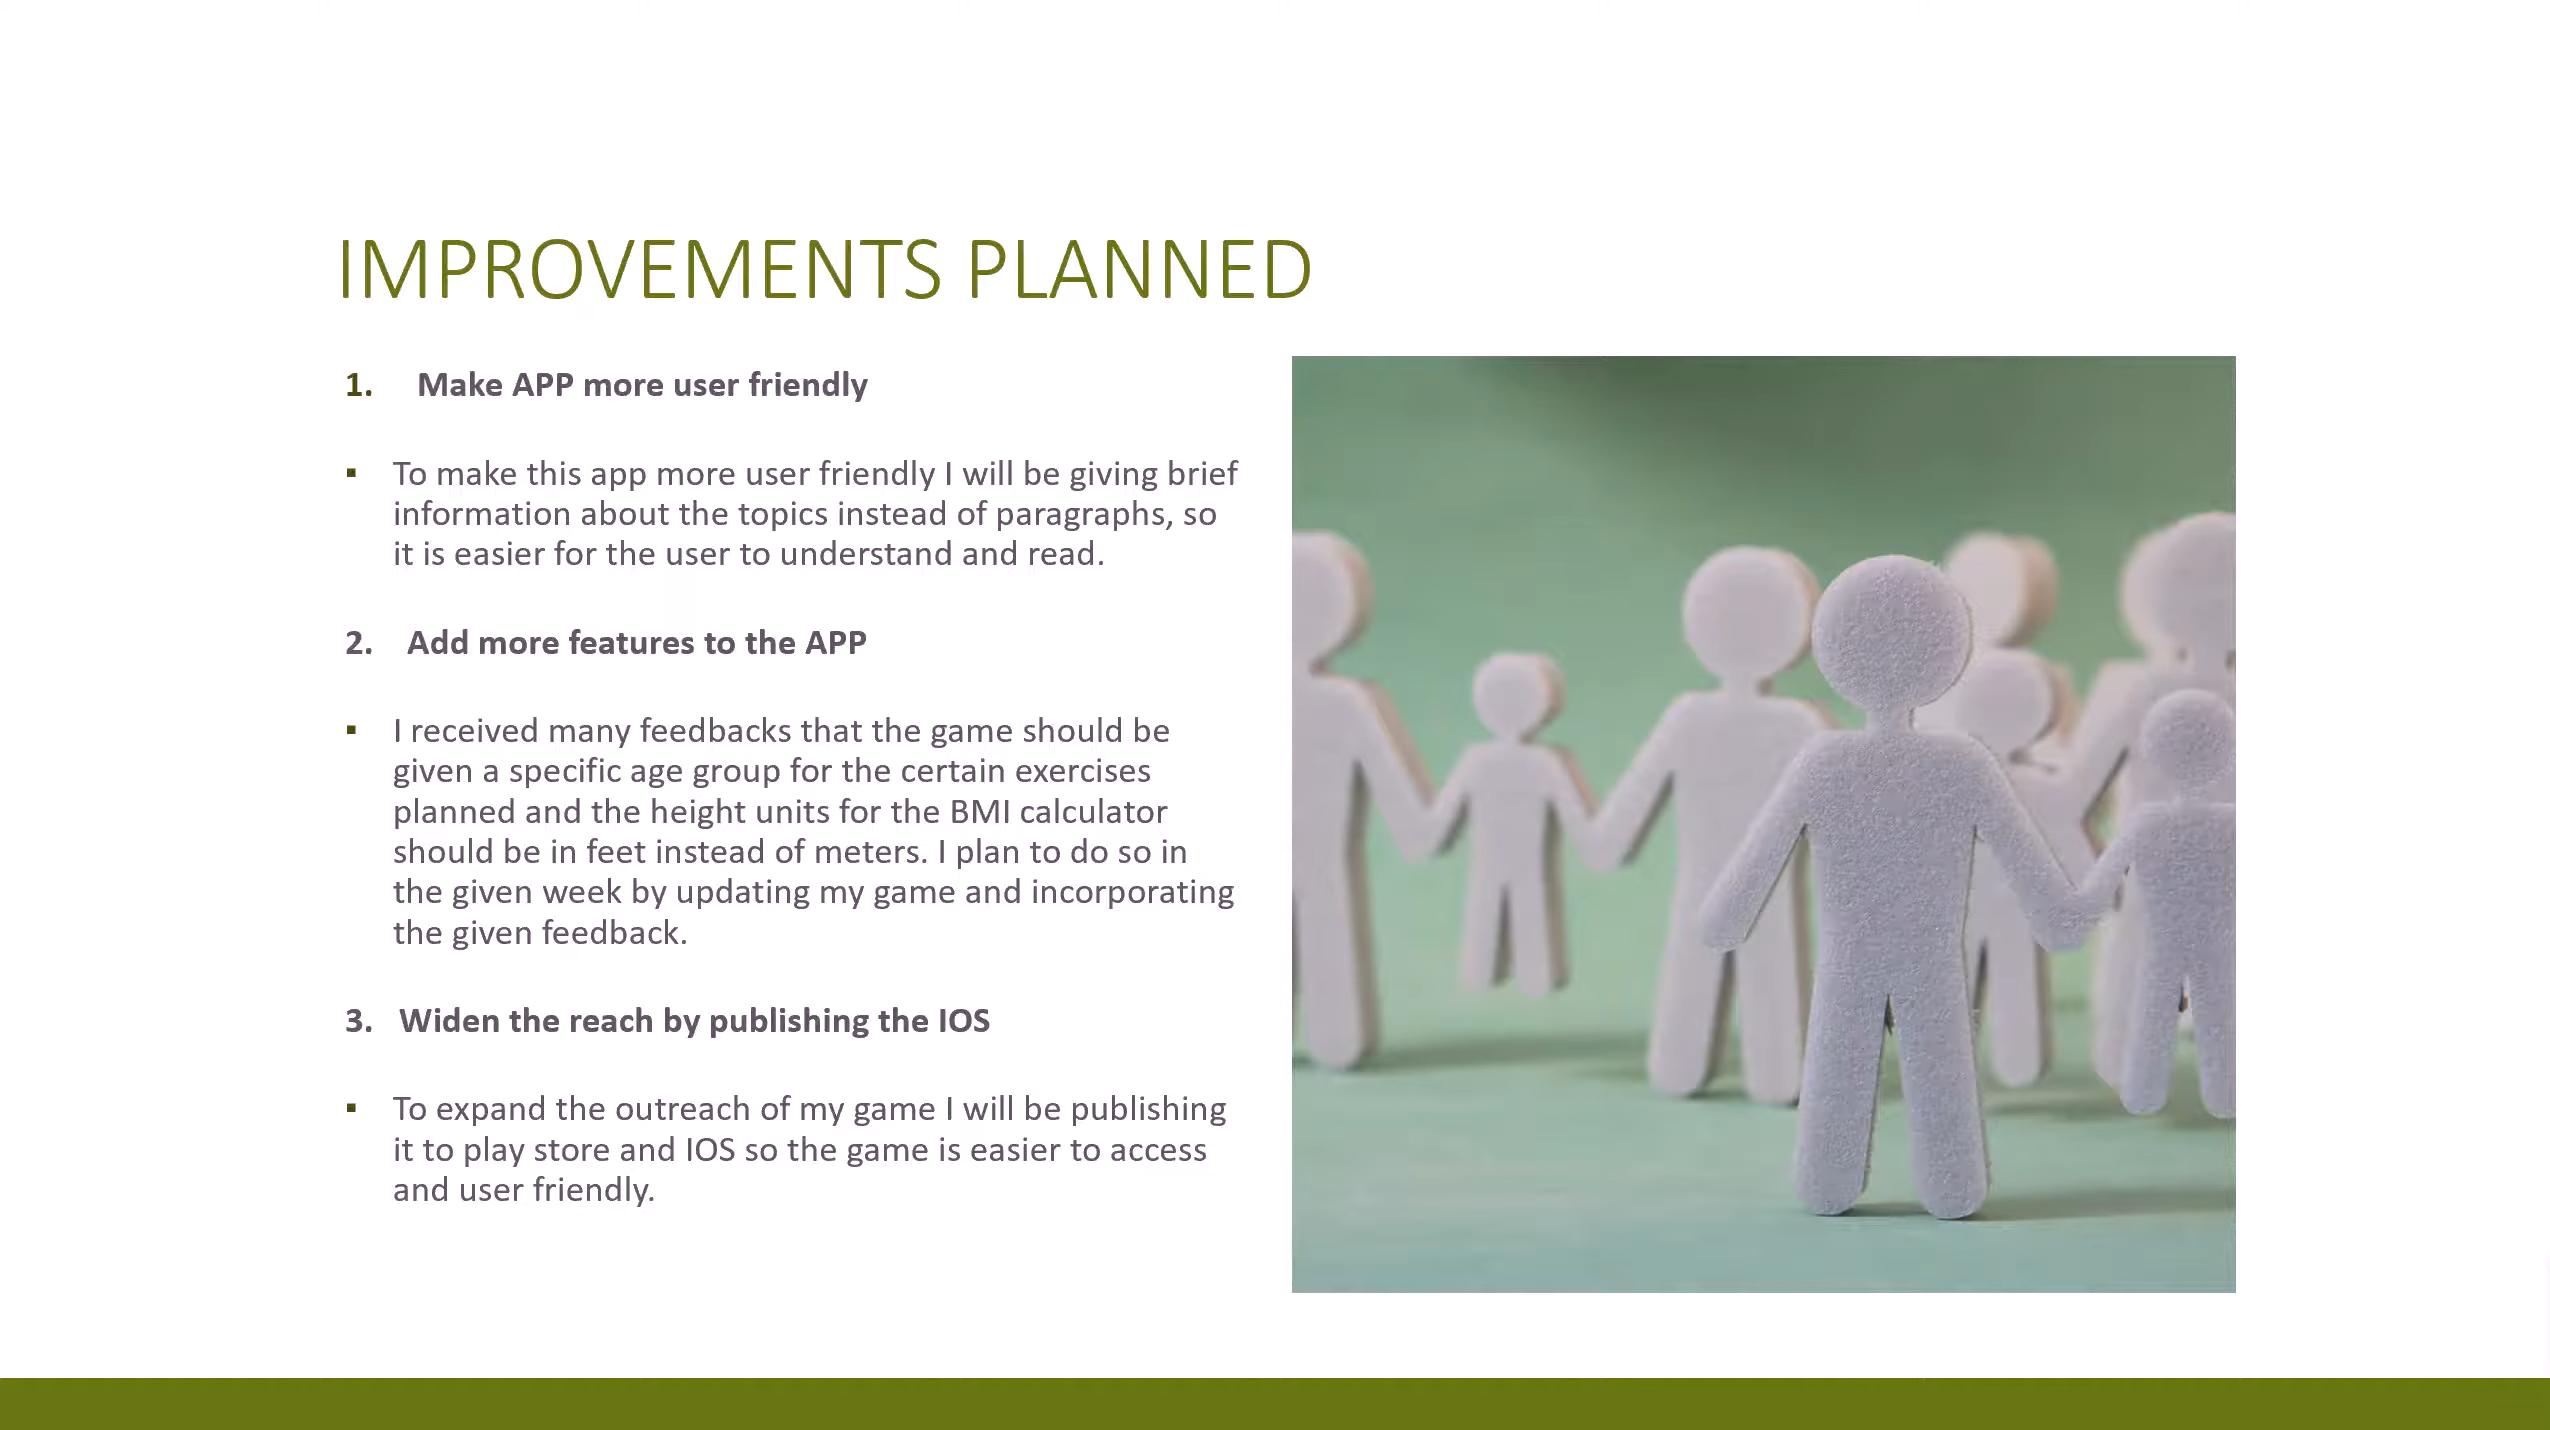 IMPROVEMENTS PLANNED
1. Make APP more user friendly
▪ To make this app more user friendly I will be giving brief
information about the topics instead of paragraphs, so
it is easier for the user to understand and read.
2. Add more features to the APP
▪ I received many feedbacks that the game should be
given a specific age group for the certain exercises
planned and the height units for the BMI calculator
should be in feet instead of meters. I plan to do so in
the given week by updating my game and incorporating
the given feedback.
3. Widen the reach by publishing the IOS
▪ To expand the outreach of my game I will be publishing
it to play store and IOS so the game is easier to access
and user friendly.